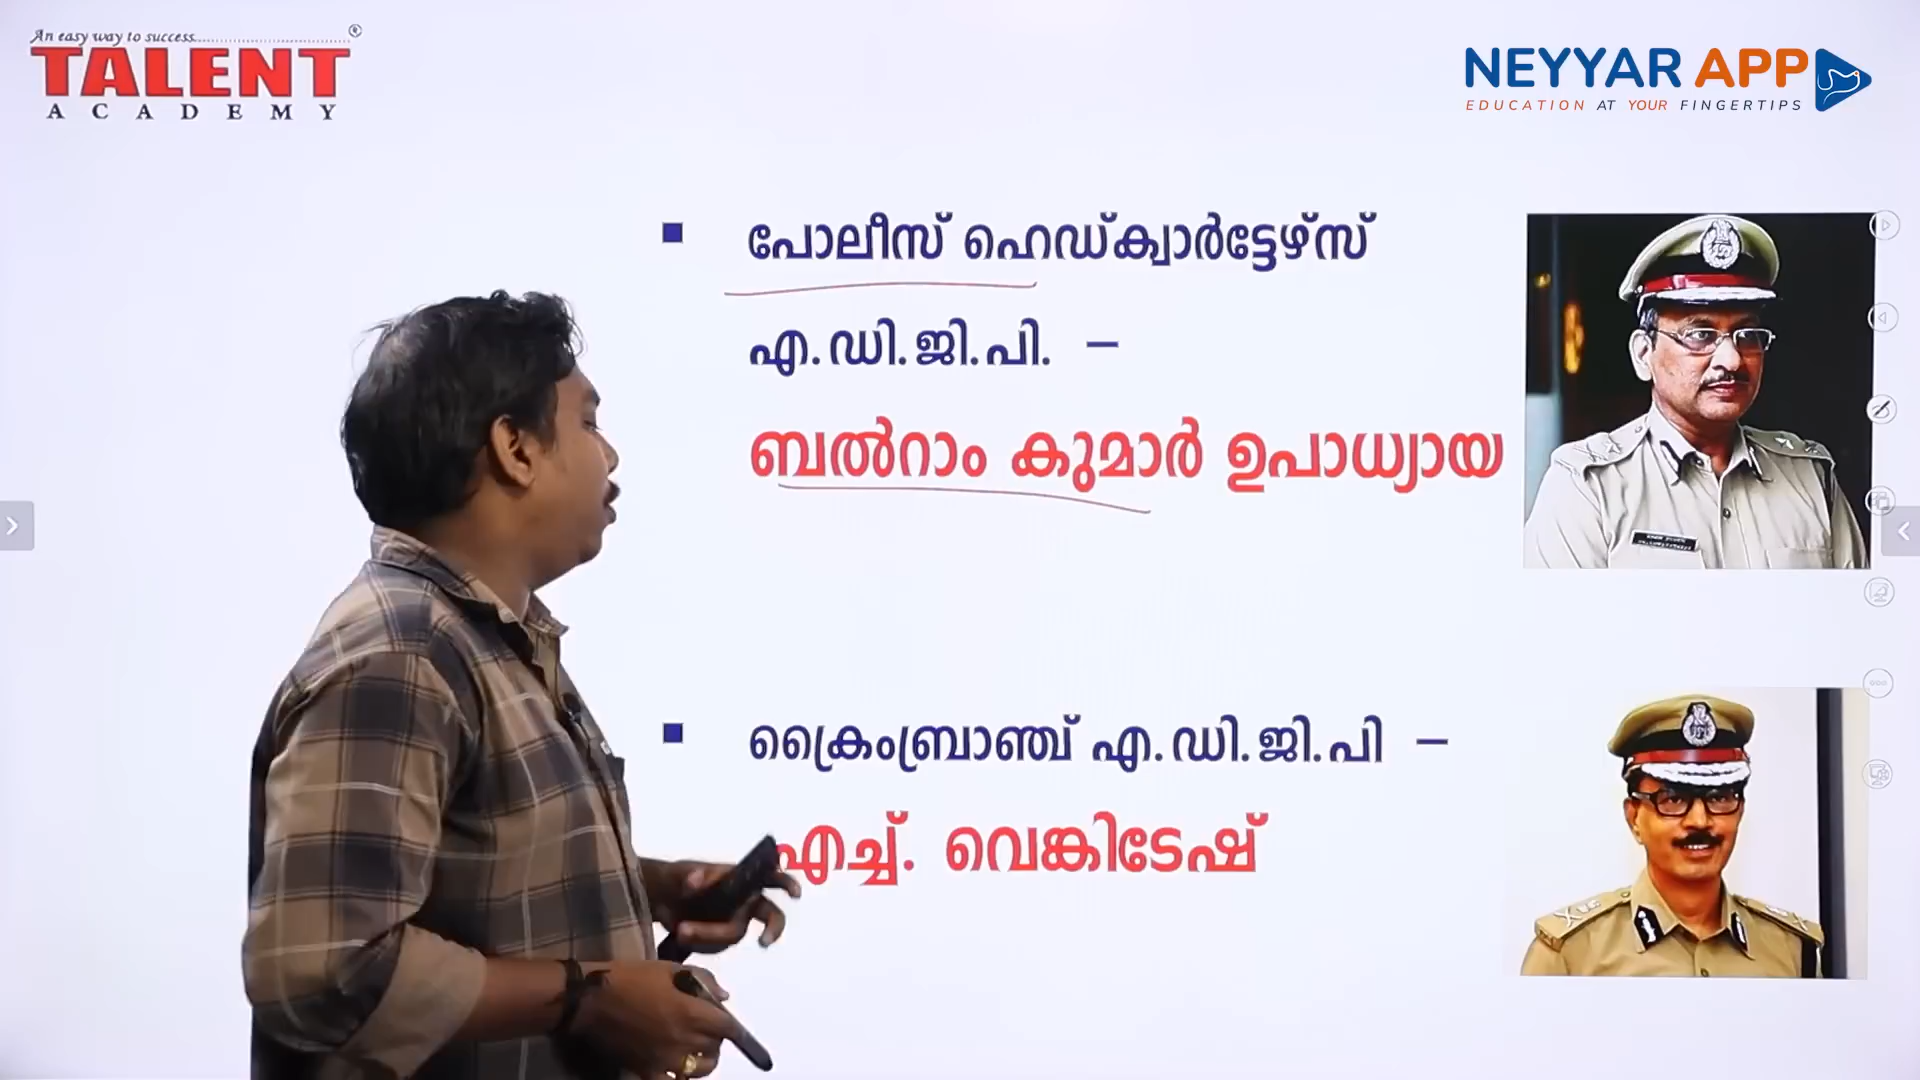 An easy way to success
TALENT
ACADEMY
NEYYAR APP
EDUCATION AT YOUR FINGERTIPS
▪ പോലീസ് ഹെഡ്ക്വാർട്ടേഴ്സ്
എ.ഡി.ജി.പി. –
ബൽറാം കുമാർ ഉപാധ്യായ
▪ ക്രൈംബ്രാഞ്ച് എ.ഡി.ജി.പി –
എച്ച്. വെങ്കിടേഷ്